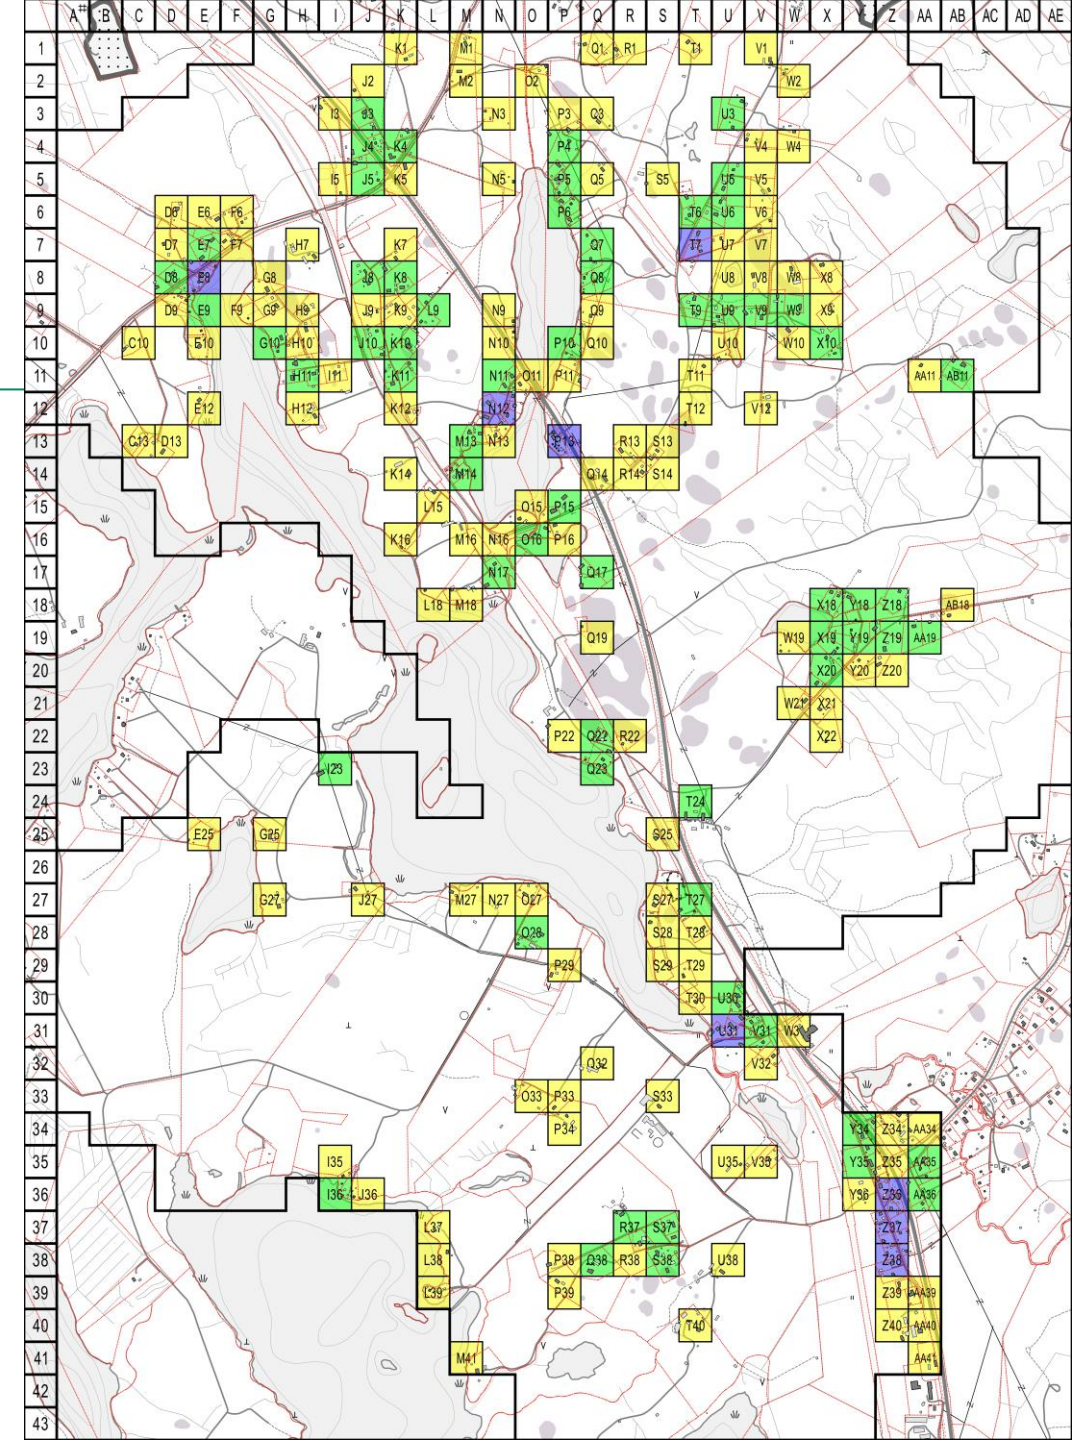 A B C D E F G H I J K L M N O P Q R S T U V W X Y Z AA AB AC AD AE
1 K1 M1 Q1 R1 T1 V1
2 J2 M2 O2 W2
3 I3 J3 N3 P3 Q3 U3
4 J4 K4 P4 V4 W4
5 I5 J5 K5 N5 P5 Q5 S5 U5 V5
6 D6 E6 F6 P6 T6 U6 V6
7 D7 E7 F7 H7 K7 Q7 T7 U7 V7
8 D8 E8 G8 J8 K8 Q8 U8 V8 W8 X8
9 D9 E9 F9 G9 H9 J9 K9 L9 N9 Q9 T9 U9 V9 W9 X9
10 C10 E10 G10 H10 J10 K10 N10 P10 Q10 U10 W10 X10
11 H11 I11 K11 N11 O11 P11 T11 AA11 AB11
12 E12 H12 K12 N12 T12 V12
13 C13 D13 M13 N13 P13 R13 S13
14 K14 M14 Q14 R14 S14
15 L15 O15 P15
16 K16 M16 N16 O16 P16
17 N17 Q17
18 L18 M18 X18 Y18 Z18 AB18
19 Q19 W19 X19 Y19 Z19 AA19
20 X20 Y20 Z20
21 W21 X21
22 P22 Q22 R22 X22
23 I23 Q23
24 T24
25 E25 G25 S25
26
27 G27 J27 M27 N27 O27 S27 T27
28 O28 S28 T28
29 P29 S29 T29
30 T30 U30
31 U31 V31 W31
32 Q32 V32
33 O33 P33 S33
34 P34 Y34 Z34 AA34
35 I35 U35 V35 Y35 Z35 AA35
36 I36 J36 Y36 Z36 AA36
37 L37 R37 S37 Z37
38 L38 P38 Q38 R38 S38 U38 Z38
39 L39 P39 Z39 AA39
40 T40 Z40 AA40
41 M41 AA41
42
43